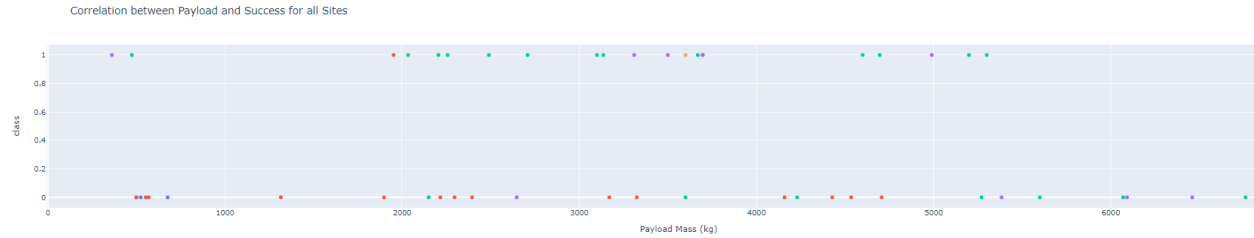 Correlation between Payload and Success for all Sites
1
0.8
0.6
0.4
0.2
0
class
0 1000 2000 3000 4000 5000 6000
Payload Mass (kg)